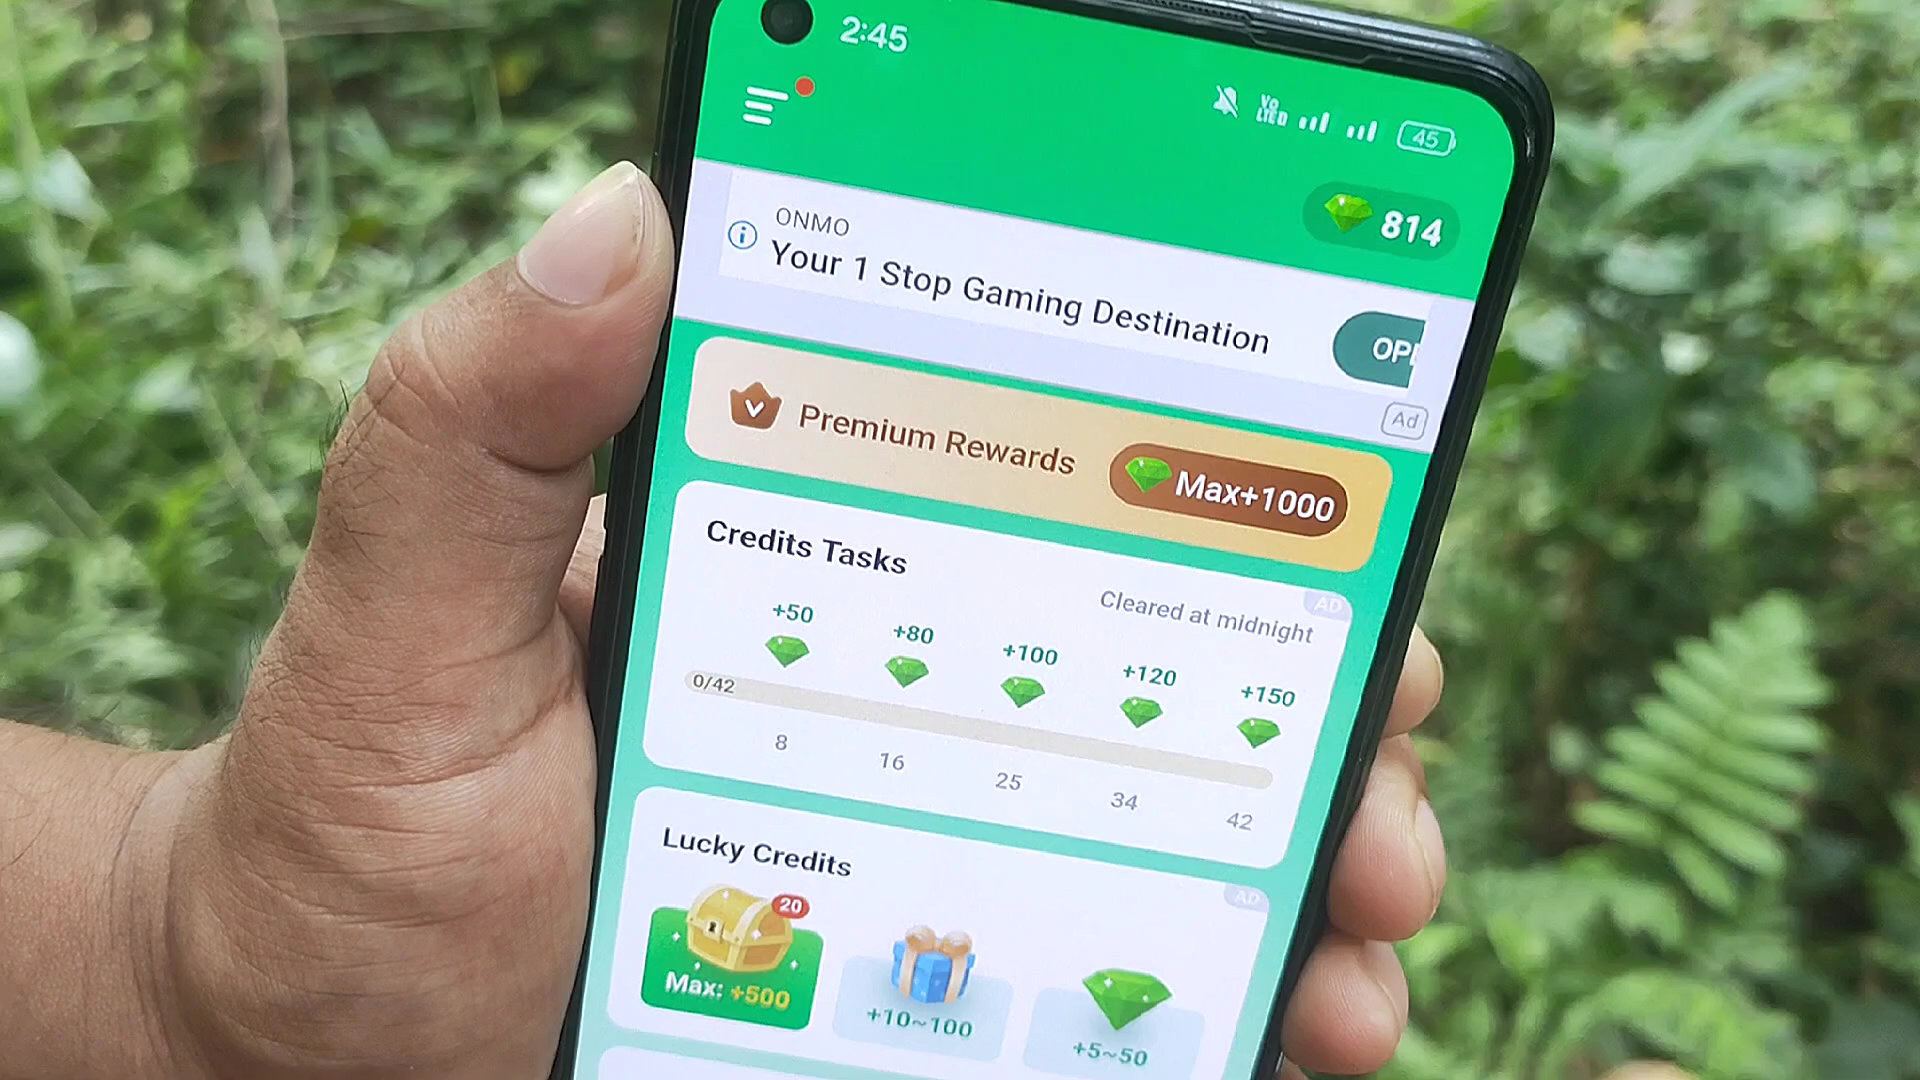 2:45
Vo
LTE
45
814
ONMO
Your 1 Stop Gaming Destination
OPE
Ad
Premium Rewards
Max+1000
Credits Tasks
AD
Cleared at midnight
+50
+80
+100
+120
+150
0/42
8
16
25
34
42
Lucky Credits
AD
20
Max: +500
+10~100
+5~50